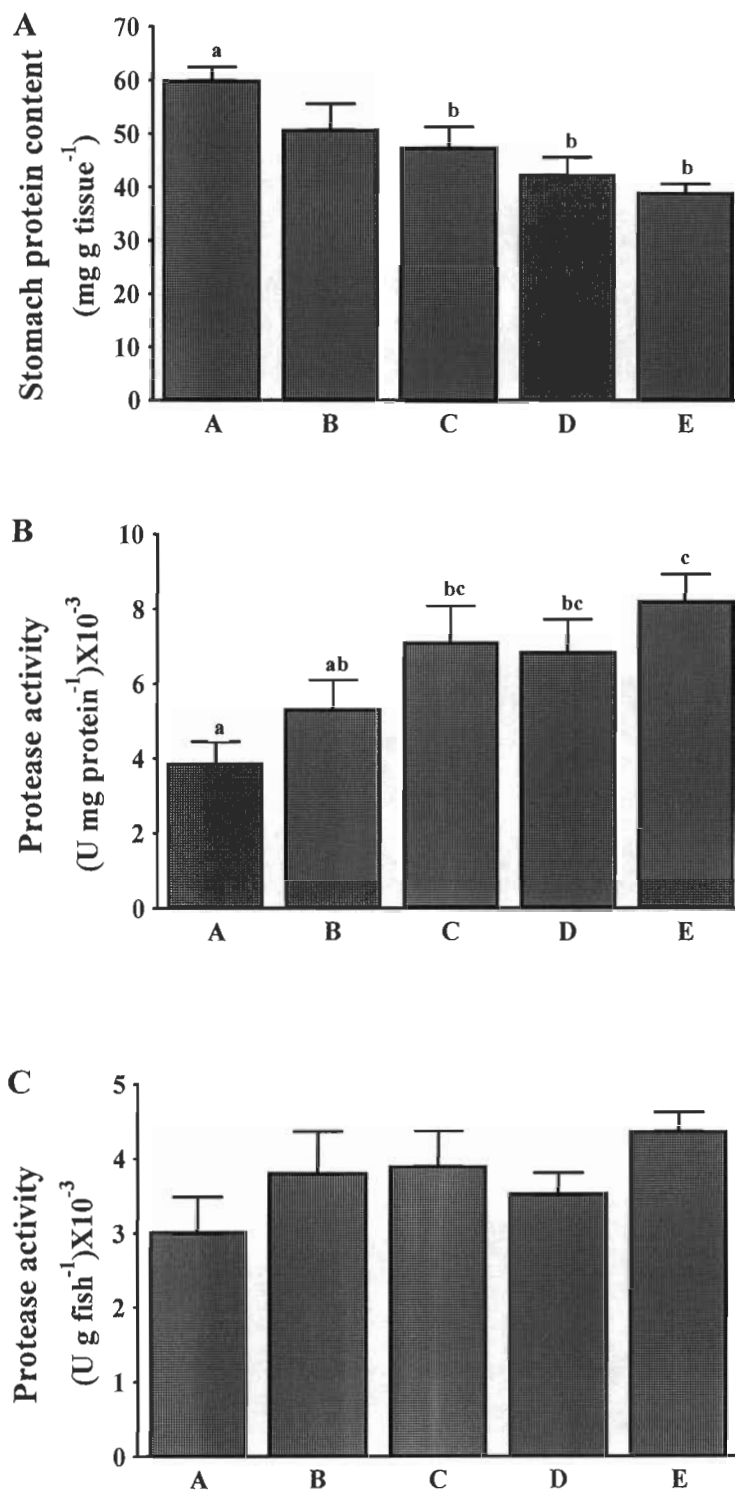 A
Stomach protein content
(mg g tissue⁻¹)
70
60
50
40
30
20
10
0
a
b
b
b
A B C D E
B
Protease activity
(U mg protein⁻¹)X10⁻³
10
8
6
4
2
0
a
ab
bc
bc
c
A B C D E
C
Protease activity
(U g fish⁻¹)X10⁻³
5
4
3
2
1
0
A B C D E